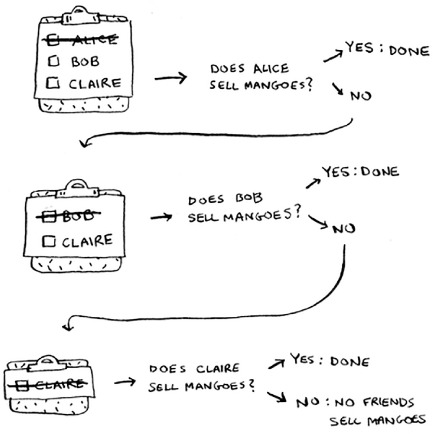 ALICE
BOB
CLAIRE
DOES ALICE
SELL MANGOES?
YES: DONE
NO
BOB
CLAIRE
DOES BOB
SELL MANGOES?
YES: DONE
NO
CLAIRE
DOES CLAIRE
SELL MANGOES?
YES: DONE
NO: NO FRIENDS
SELL MANGOES